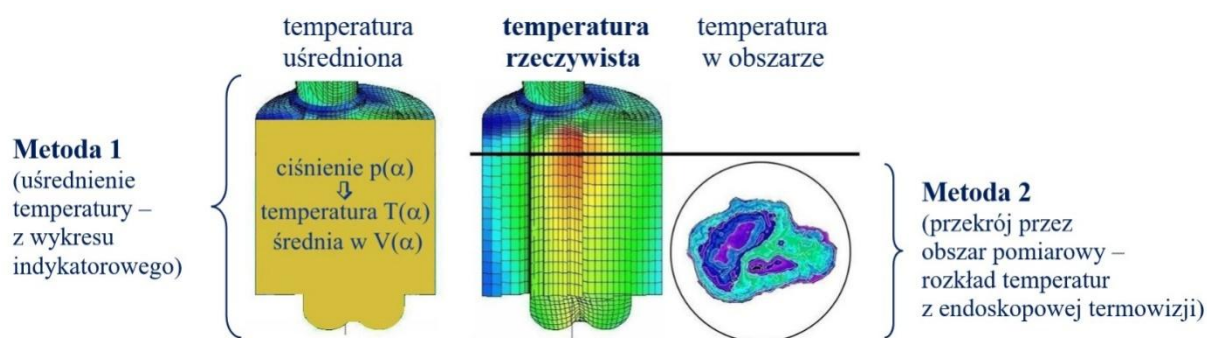 temperatura
uśredniona
temperatura
rzeczywista
temperatura
w obszarze
Metoda 1
(uśrednienie
temperatury –
z wykresu
indykatorowego)
ciśnienie p(α)
⇩
temperatura T(α)
średnia w V(α)
Metoda 2
(przekrój przez
obszar pomiarowy –
rozkład temperatur
z endoskopowej termowizji)